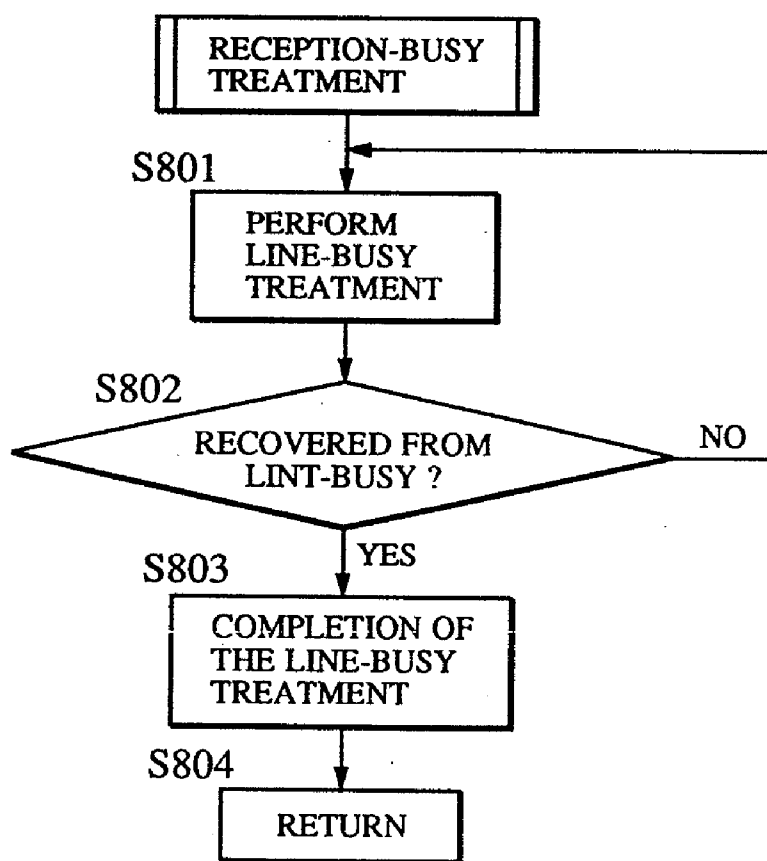 RECEPTION-BUSY
TREATMENT
S801
PERFORM
LINE-BUSY
TREATMENT
S802
RECOVERED FROM
LINT-BUSY ?
NO
YES
S803
COMPLETION OF
THE LINE-BUSY
TREATMENT
S804
RETURN